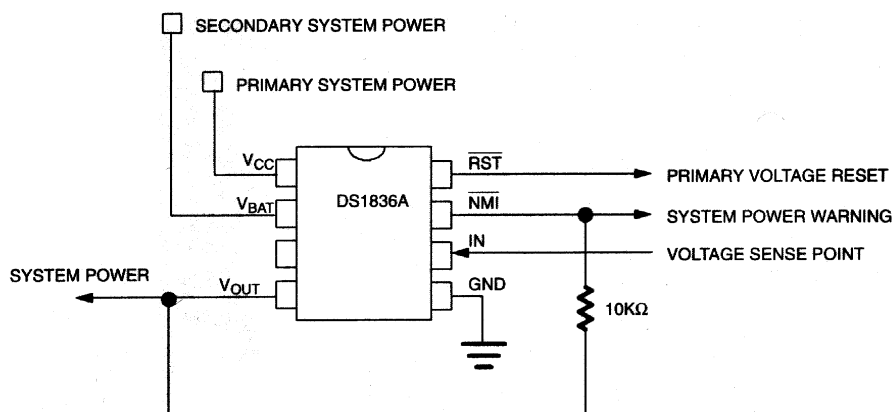 SECONDARY SYSTEM POWER
PRIMARY SYSTEM POWER
VCC
RST
PRIMARY VOLTAGE RESET
DS1836A
VBAT
NMI
SYSTEM POWER WARNING
IN
VOLTAGE SENSE POINT
SYSTEM POWER
VOUT
GND
10KΩ